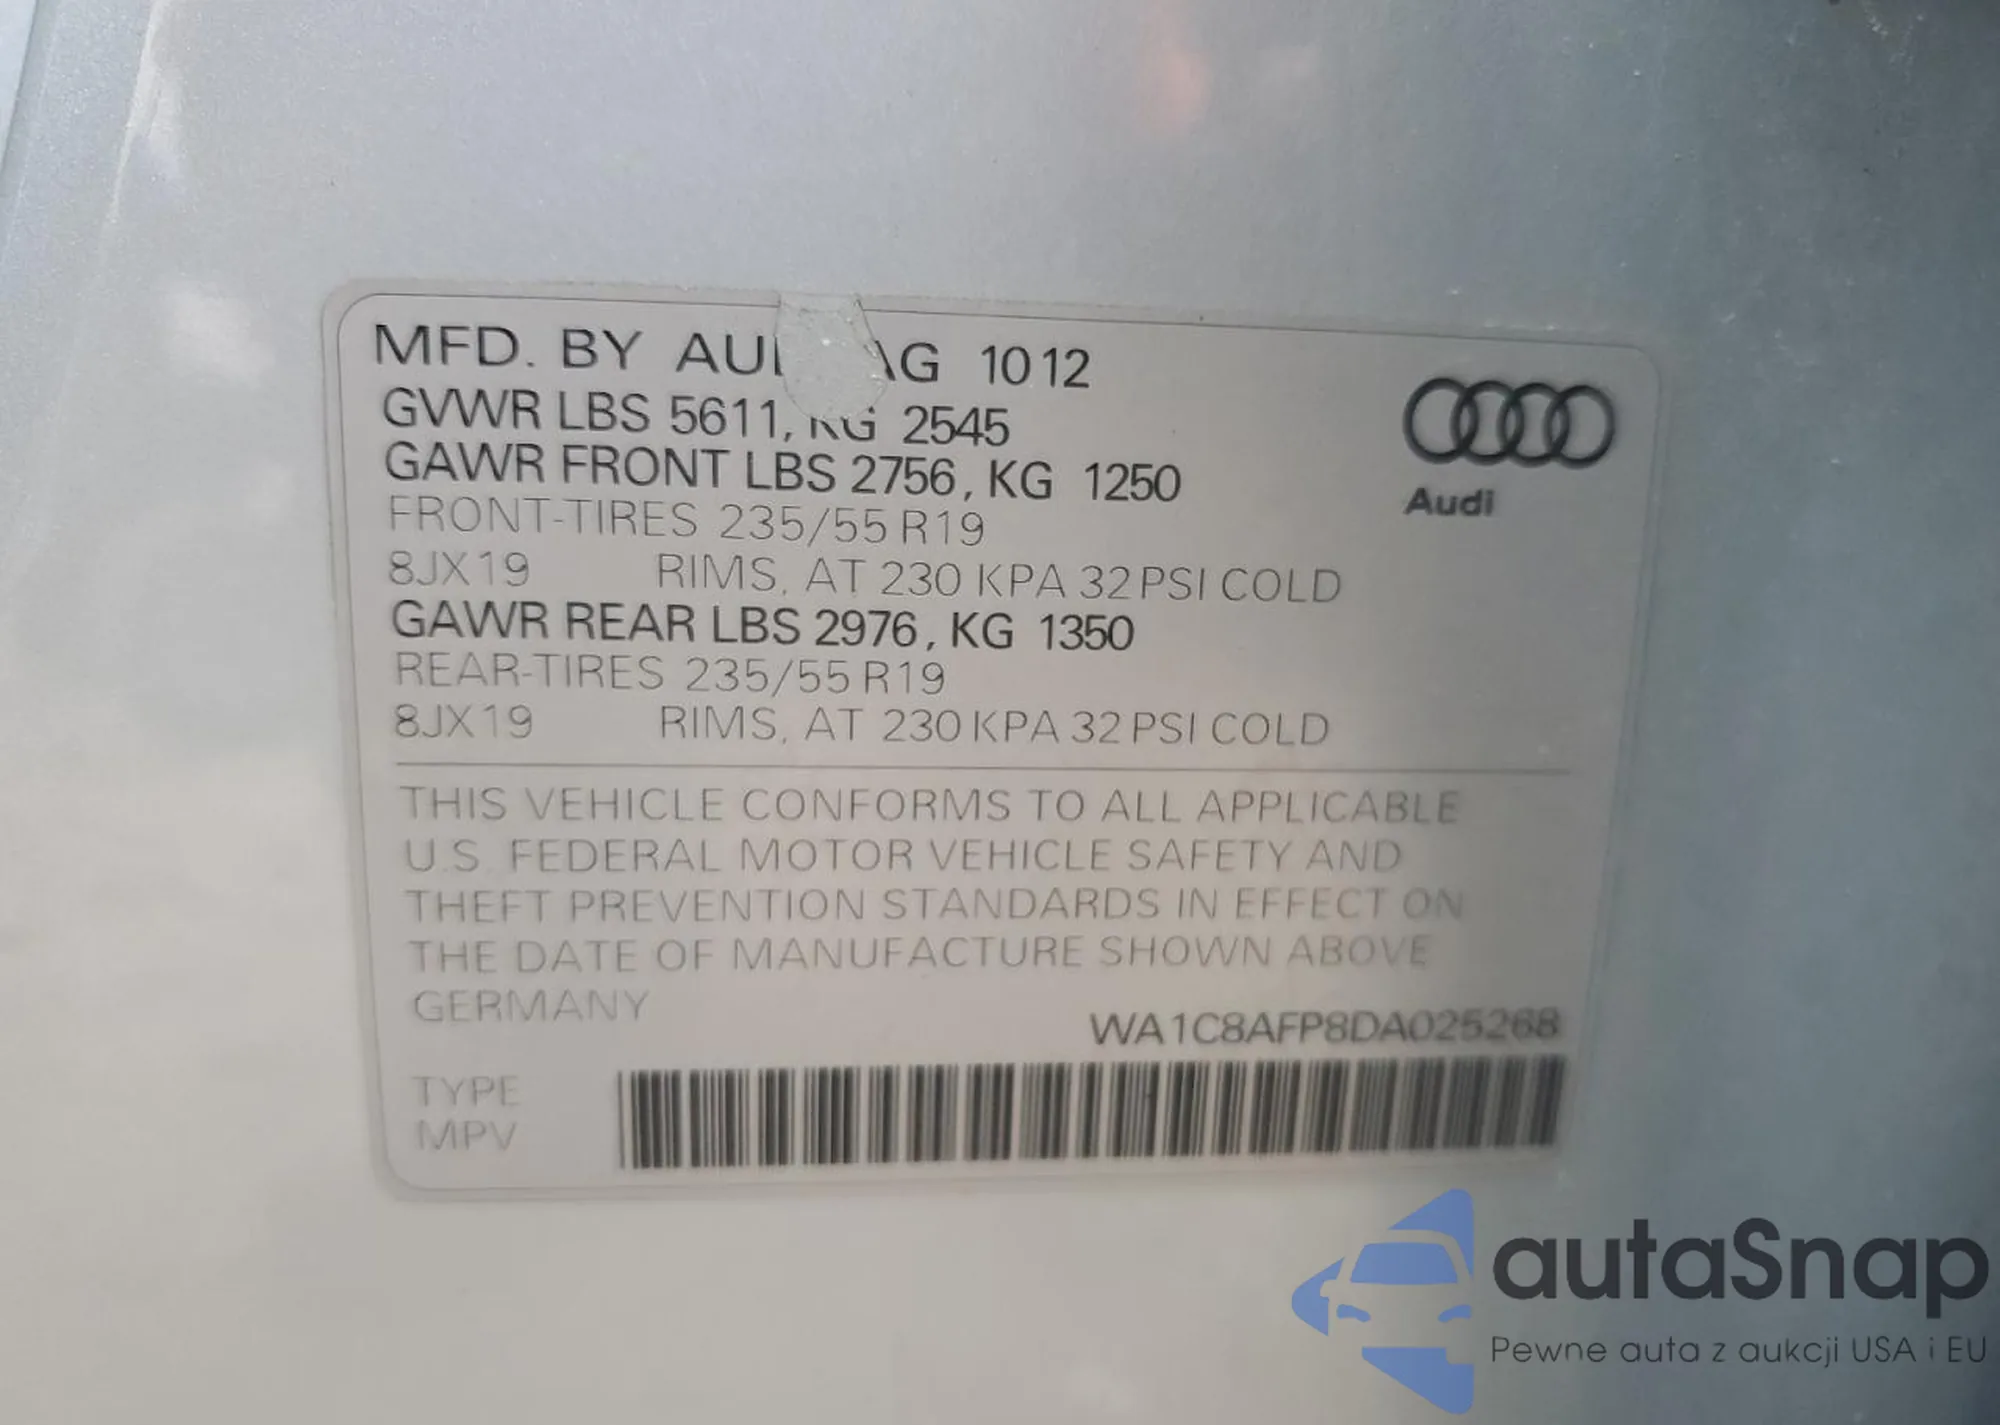 MFD. BY AUDI AG 1012
GVWR LBS 5611, KG 2545
GAWR FRONT LBS 2756, KG 1250
FRONT-TIRES 235/55 R19
8JX19 RIMS, AT 230 KPA 32 PSI COLD
GAWR REAR LBS 2976, KG 1350
REAR-TIRES 235/55 R19
8JX19 RIMS, AT 230 KPA 32 PSI COLD
Audi
THIS VEHICLE CONFORMS TO ALL APPLICABLE
U.S. FEDERAL MOTOR VEHICLE SAFETY AND
THEFT PREVENTION STANDARDS IN EFFECT ON
THE DATE OF MANUFACTURE SHOWN ABOVE
GERMANY
WA1C8AFP8DA025268
TYPE
MPV
autaSnap
Pewne auta z aukcji USA i EU